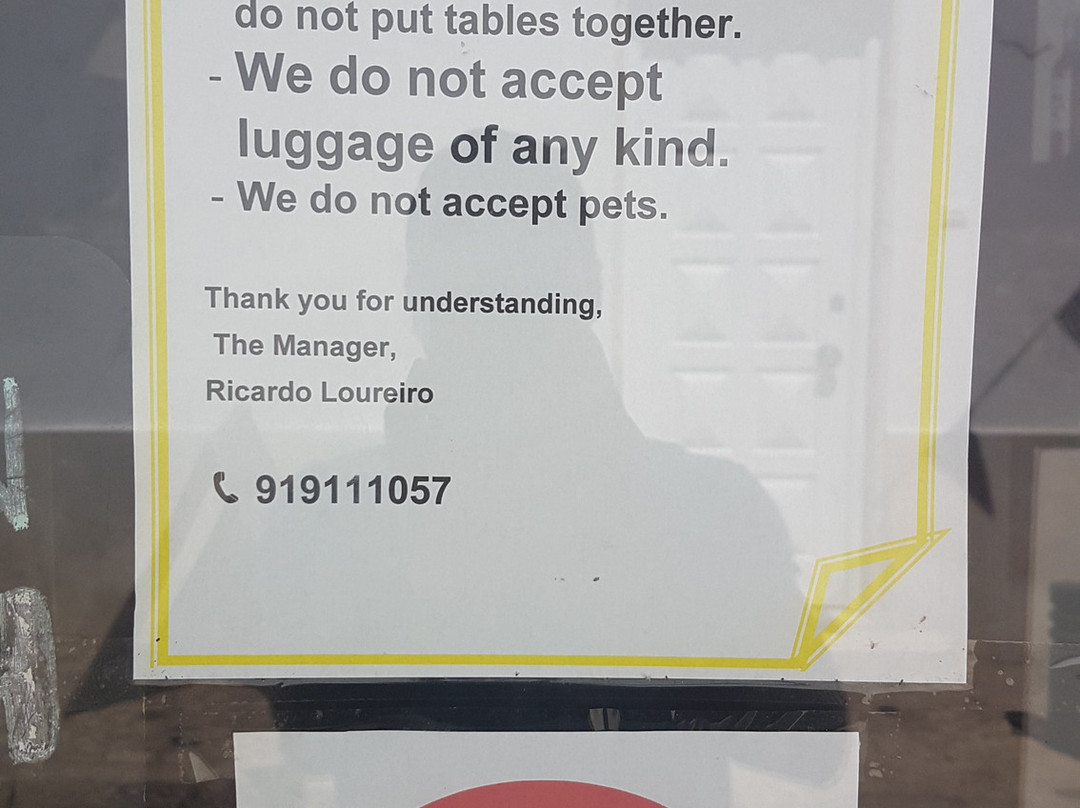 do not put tables together.
- We do not accept
luggage of any kind.
- We do not accept pets.
Thank you for understanding,
The Manager,
Ricardo Loureiro
919111057